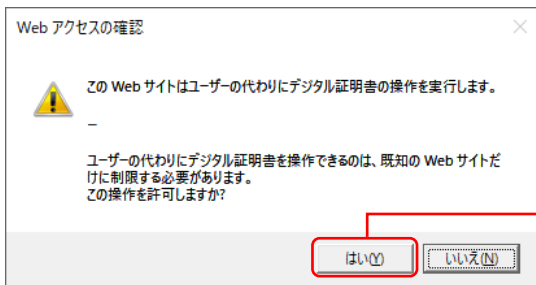 Web アクセスの確認
この Web サイトはユーザーの代わりにデジタル証明書の操作を実行します。
–
ユーザーの代わりにデジタル証明書を操作できるのは、既知の Web サイトだ
けに制限する必要があります。
この操作を許可しますか?
はい(Y)
いいえ(N)